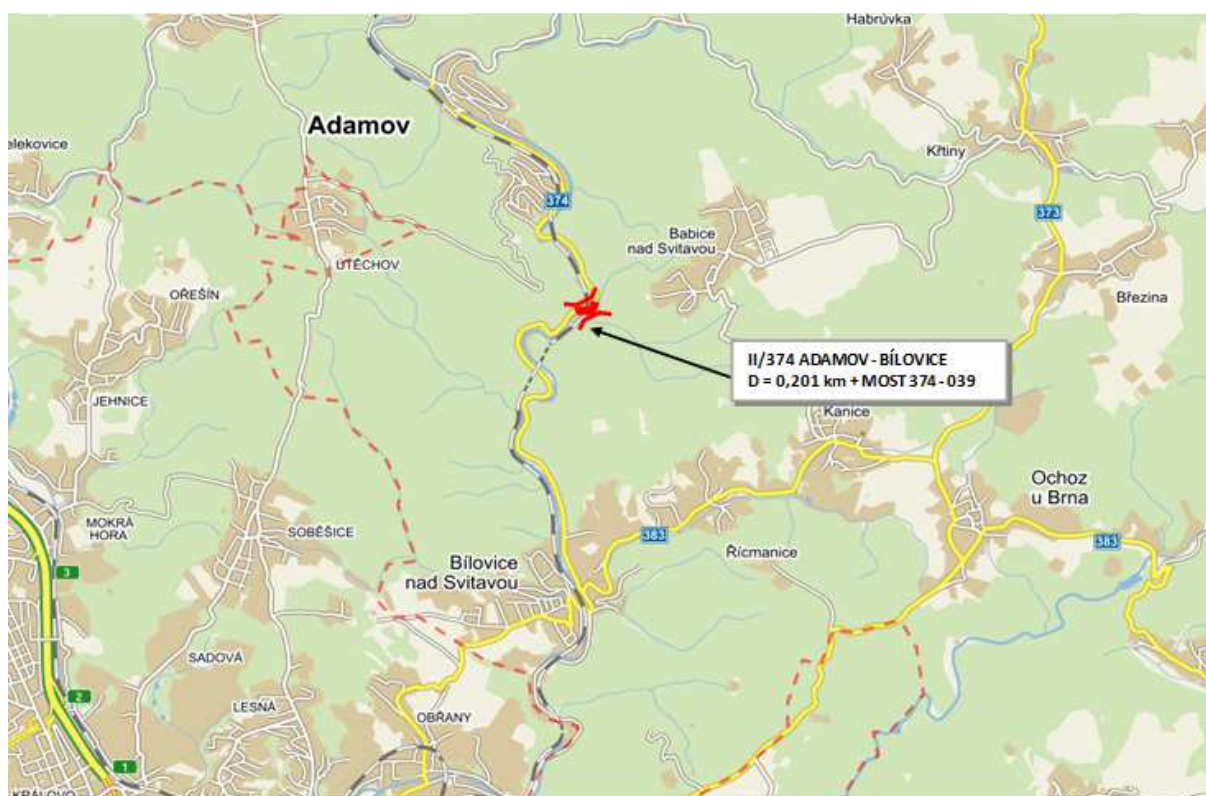 Habrůvka
Adamov
elekovice
Křtiny
374
373
Babice
nad Svitavou
ÚTĚCHOV
OŘEŠÍN
Březina
II/374 ADAMOV - BÍLOVICE
D = 0,201 km + MOST 374 - 039
JEHNICE
Kanice
Ochoz
u Brna
MOKRÁ
HORA
SOBĚŠICE
383
383
Řícmanice
Bílovice
nad Svitavou
3
SADOVÁ
2
LESNÁ
OBŘANY
1
KRÁLOVO